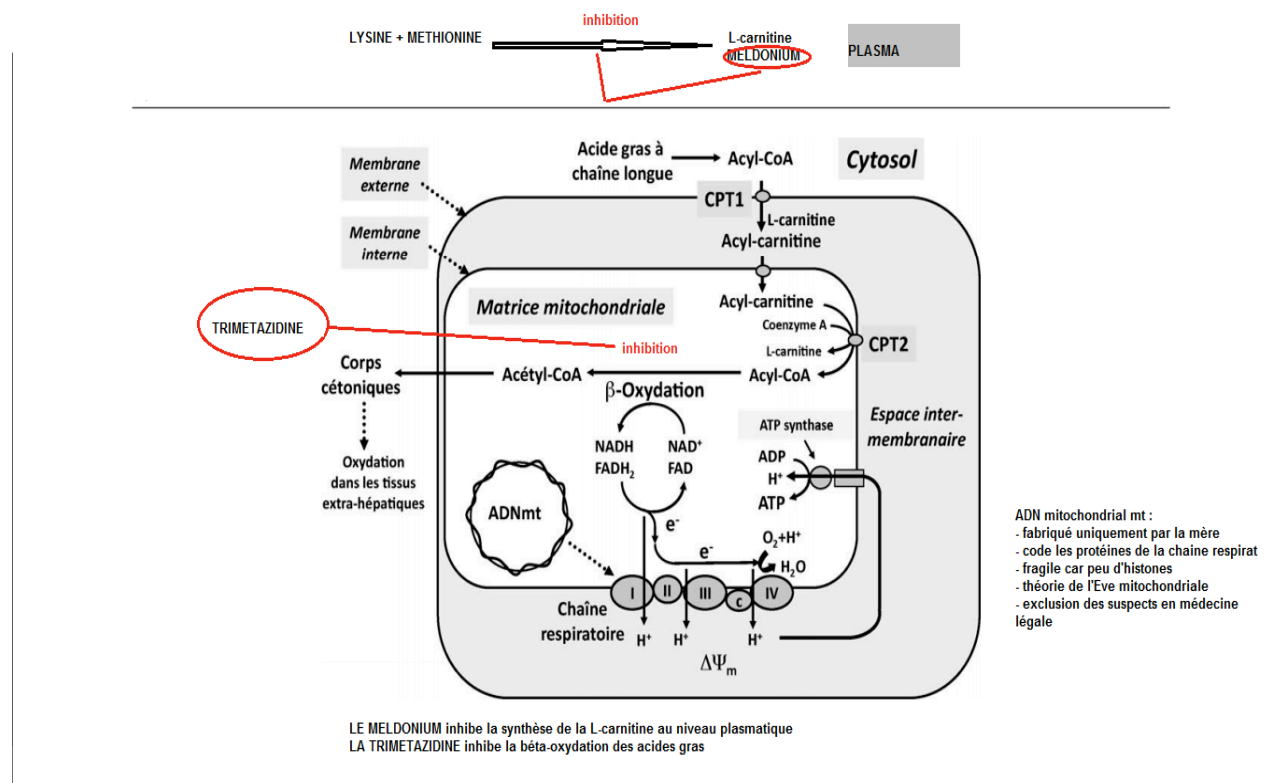 inhibition
LYSINE + METHIONINE
L-carnitine
MELDONIUM
PLASMA
Acide gras à
chaîne longue
Acyl-CoA
Cytosol
Membrane
externe
CPT1
L-carnitine
Membrane
interne
Acyl-carnitine
Matrice mitochondriale
Acyl-carnitine
TRIMETAZIDINE
Coenzyme A
inhibition
L-carnitine
CPT2
Corps
cétoniques
Acétyl-CoA
Acyl-CoA
β-Oxydation
Espace inter-
membranaire
ATP synthase
NADH
NAD+
FADH2
FAD
ADP
H+
ATP
Oxydation
dans les tissus
extra-hépatiques
ADNmt
e-
e-
O2+H+
H2O
ADN mitochondrial mt :
- fabriqué uniquement par la mère
- code les protéines de la chaine respirat
- fragile car peu d'histones
- théorie de l'Eve mitochondriale
- exclusion des suspects en médecine
légale
I
II
III
c
IV
Chaîne
respiratoire
H+
H+
H+
ΔΨm
LE MELDONIUM inhibe la synthèse de la L-carnitine au niveau plasmatique
LA TRIMETAZIDINE inhibe la béta-oxydation des acides gras